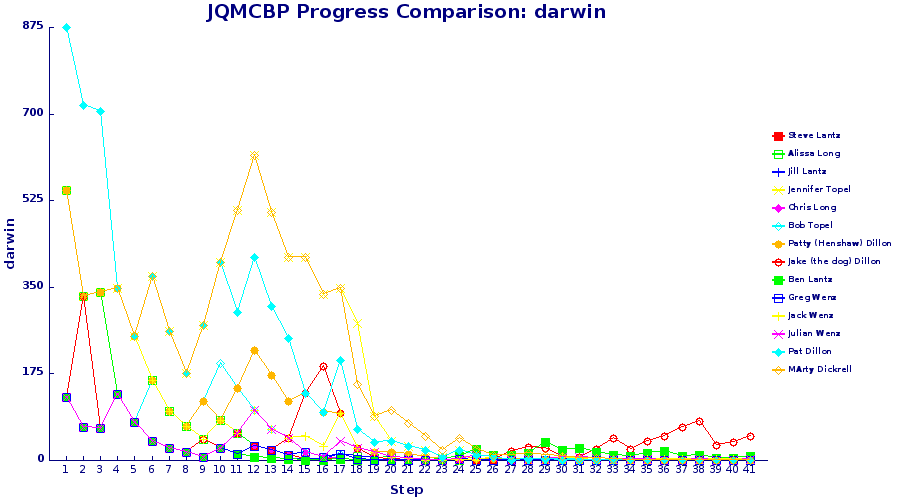 JQMCBP Progress Comparison: darwin
875
700
525
350
175
0
darwin
1 2 3 4 5 6 7 8 9 10 11 12 13 14 15 16 17 18 19 20 21 22 23 24 25 26 27 28 29 30 31 32 33 34 35 36 37 38 39 40 41
Step
Steve Lantz
Alissa Long
Jill Lantz
Jennifer Topel
Chris Long
Bob Topel
Patty (Henshaw) Dillon
Jake (the dog) Dillon
Ben Lantz
Greg Wenz
Jack Wenz
Julian Wenz
Pat Dillon
MArty Dickrell